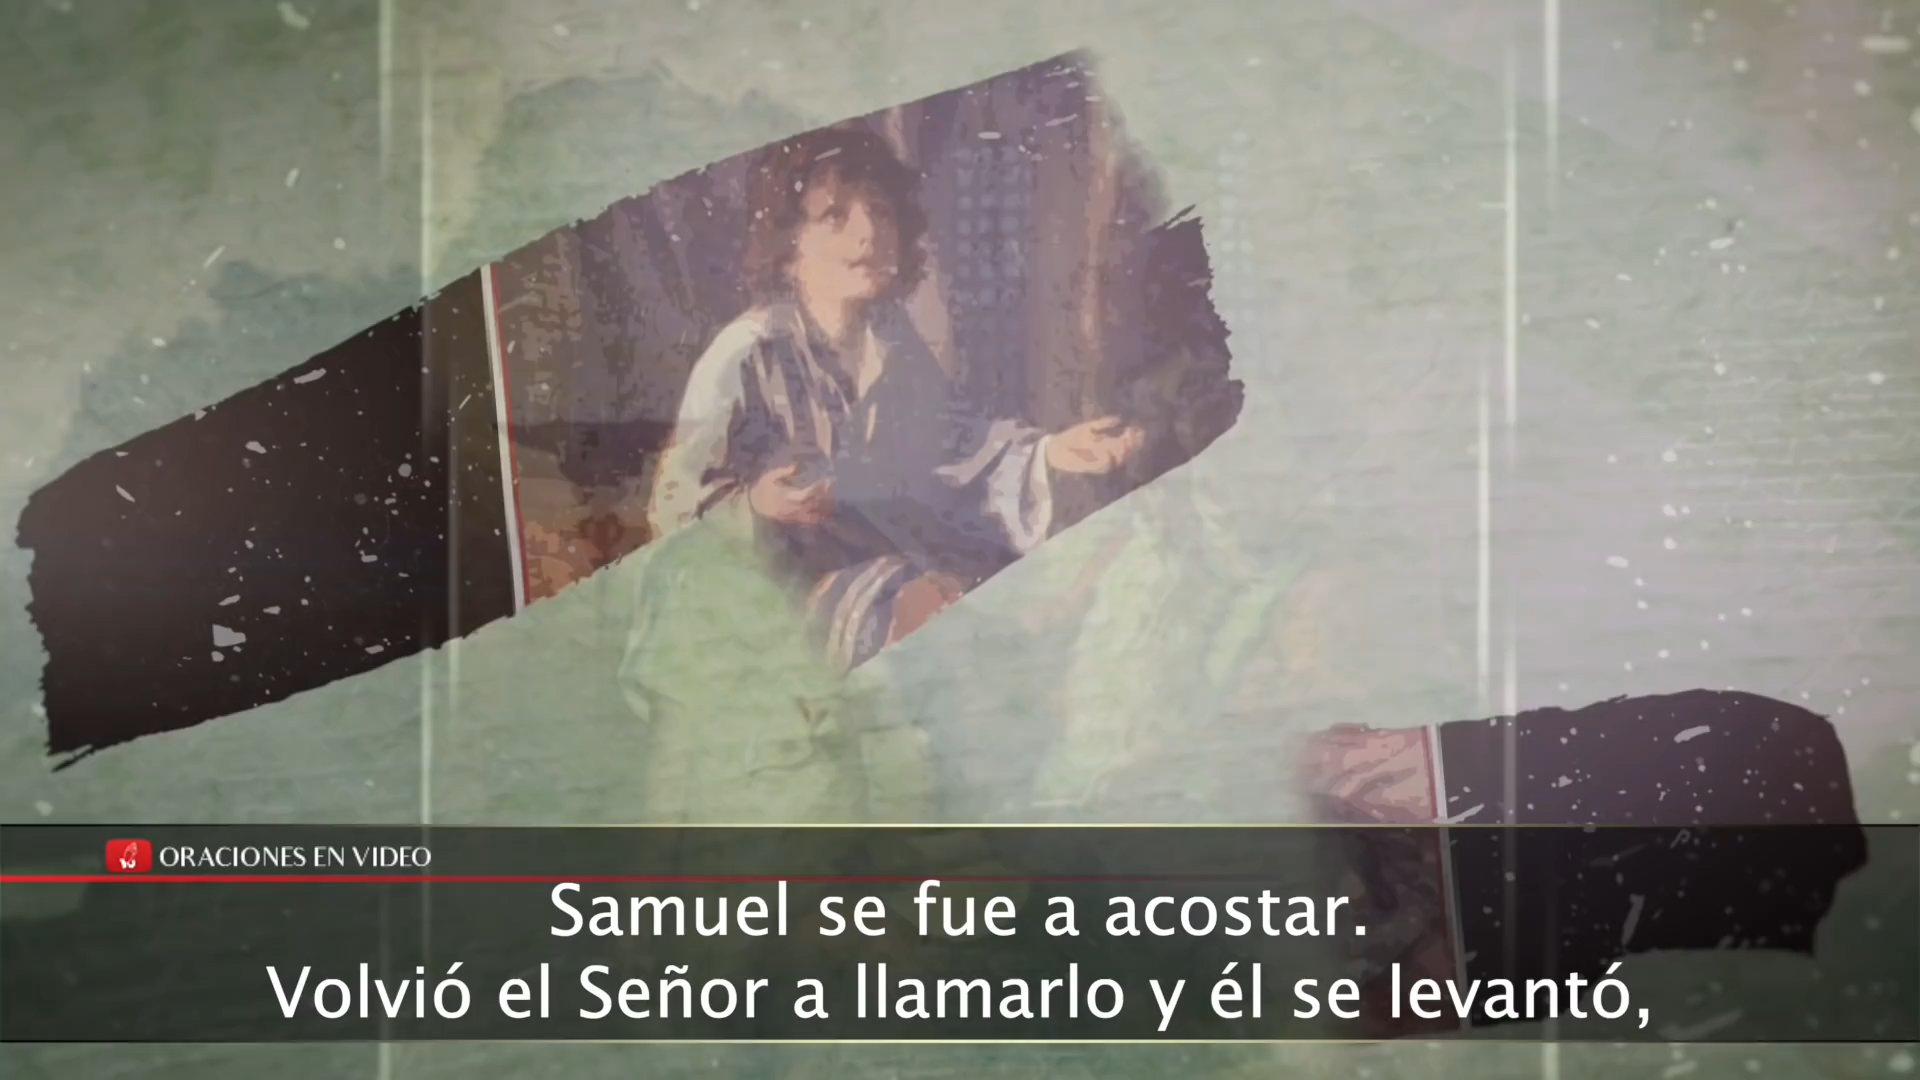 ORACIONES EN VIDEO
Samuel se fue a acostar.
Volvió el Señor a llamarlo y él se levantó,